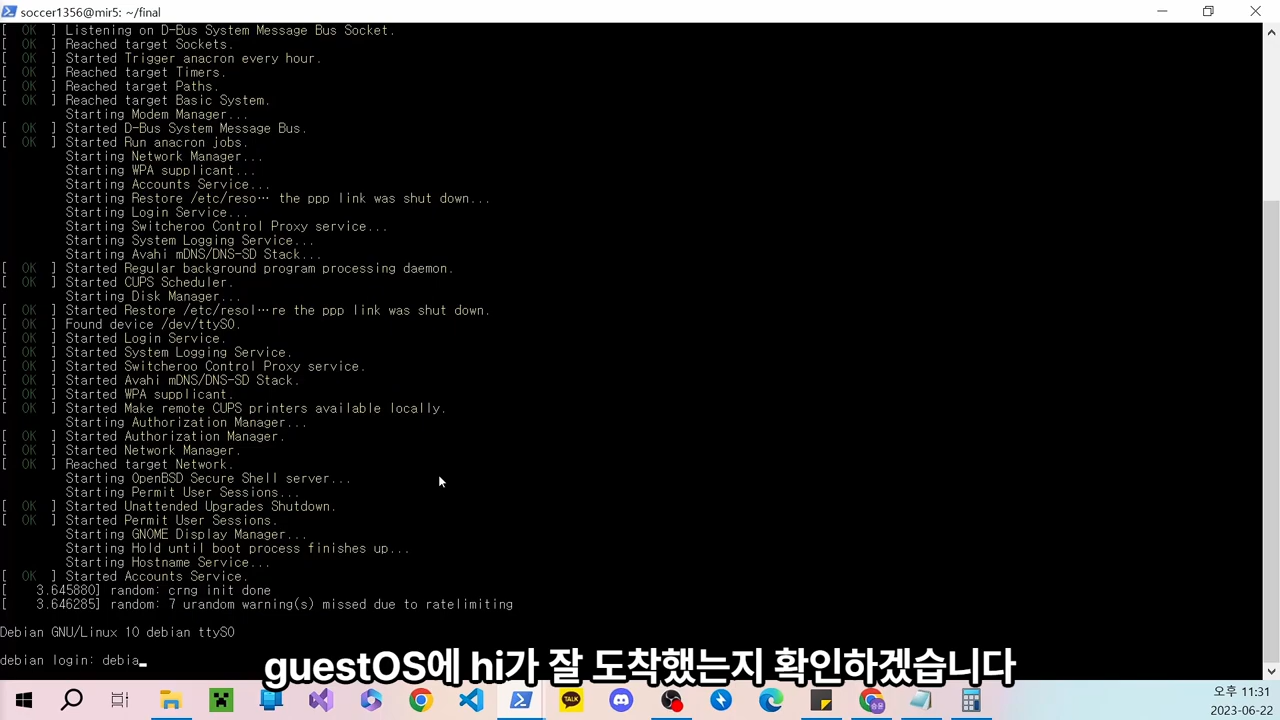 soccer1356@mir5: ~/final
[ OK ] Listening on D-Bus System Message Bus Socket.
[ OK ] Reached target Sockets.
[ OK ] Started Trigger anacron every hour.
[ OK ] Reached target Timers.
[ OK ] Reached target Paths.
[ OK ] Reached target Basic System.
Starting Modem Manager...
[ OK ] Started D-Bus System Message Bus.
[ OK ] Started Run anacron jobs.
Starting Network Manager...
Starting WPA supplicant...
Starting Accounts Service...
Starting Restore /etc/reso… the ppp link was shut down...
Starting Login Service...
Starting Switcheroo Control Proxy service...
Starting System Logging Service...
Starting Avahi mDNS/DNS-SD Stack...
[ OK ] Started Regular background program processing daemon.
[ OK ] Started CUPS Scheduler.
Starting Disk Manager...
[ OK ] Started Restore /etc/resol…re the ppp link was shut down.
[ OK ] Found device /dev/ttyS0.
[ OK ] Started Login Service.
[ OK ] Started System Logging Service.
[ OK ] Started Switcheroo Control Proxy service.
[ OK ] Started Avahi mDNS/DNS-SD Stack.
[ OK ] Started WPA supplicant.
[ OK ] Started Make remote CUPS printers available locally.
Starting Authorization Manager...
[ OK ] Started Authorization Manager.
[ OK ] Started Network Manager.
[ OK ] Reached target Network.
Starting OpenBSD Secure Shell server...
Starting Permit User Sessions...
[ OK ] Started Unattended Upgrades Shutdown.
[ OK ] Started Permit User Sessions.
Starting GNOME Display Manager...
Starting Hold until boot process finishes up...
Starting Hostname Service...
[ OK ] Started Accounts Service.
[ 3.645880] random: crng init done
[ 3.646285] random: 7 urandom warning(s) missed due to ratelimiting
Debian GNU/Linux 10 debian ttyS0
debian login: debia
guestOS에 hi가 잘 도착했는지 확인하겠습니다
TALK
오후 11:31
2023-06-22